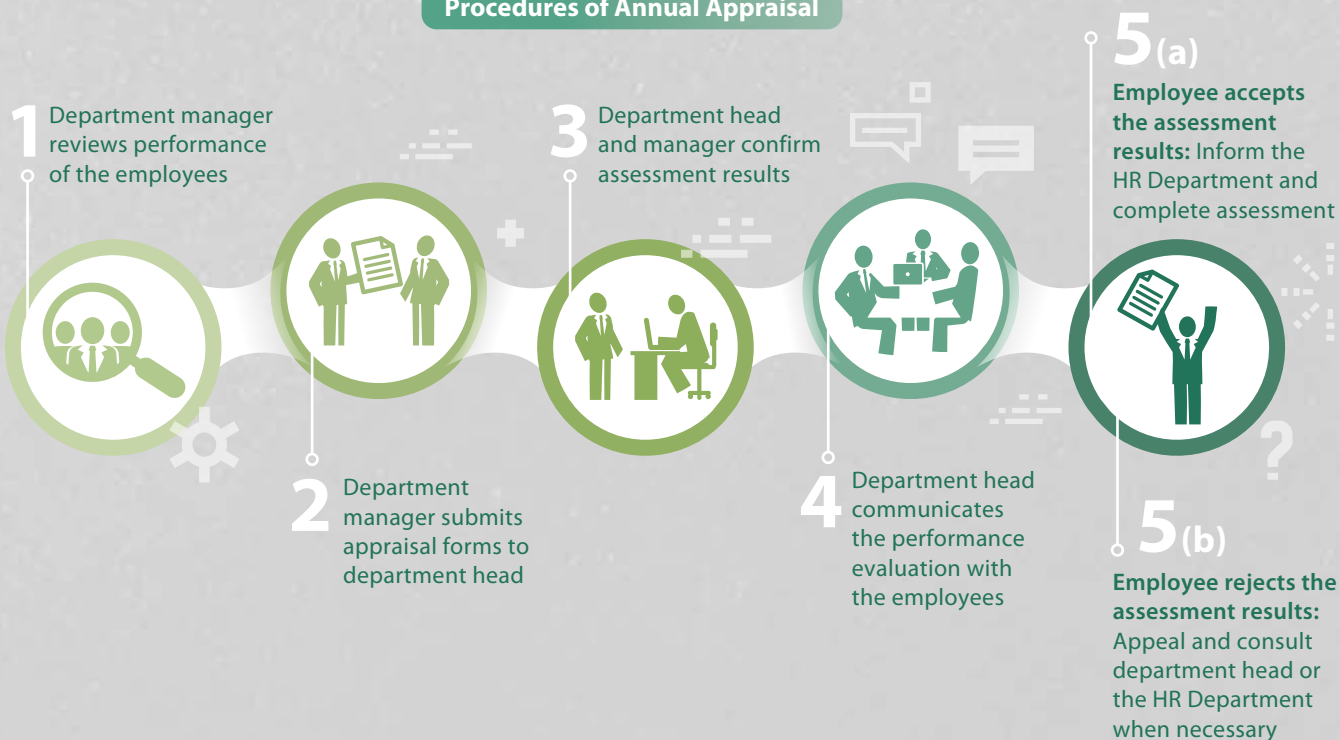 Procedures of Annual Appraisal
1
Department manager
reviews performance
of the employees
2
Department
manager submits
appraisal forms to
department head
3
Department head
and manager confirm
assessment results
4
Department head
communicates
the performance
evaluation with
the employees
5(a)
Employee accepts
the assessment
results: Inform the
HR Department and
complete assessment
5(b)
Employee rejects the
assessment results:
Appeal and consult
department head or
the HR Department
when necessary